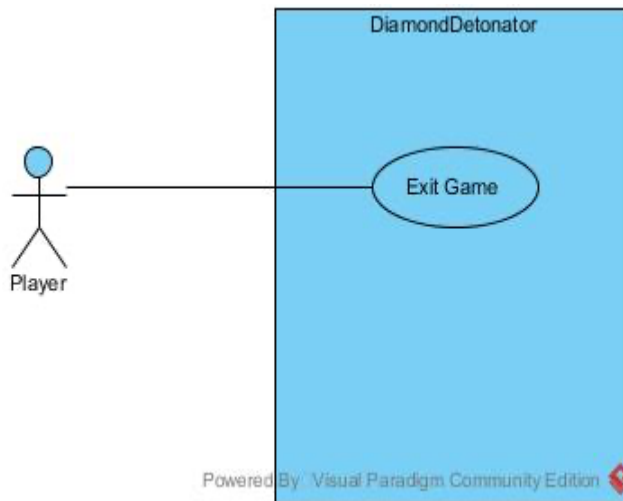 DiamondDetonator
Exit Game
Player
Powered By Visual Paradigm Community Edition